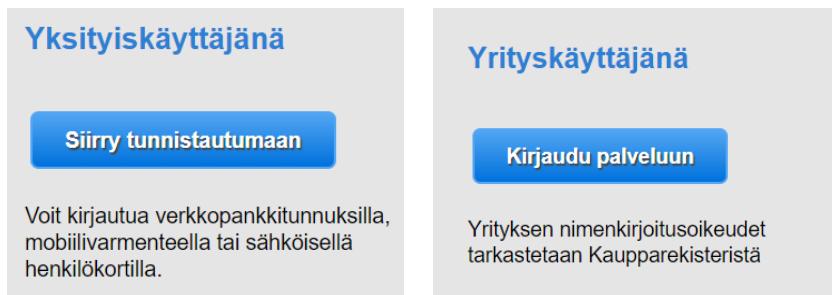 Yksityiskäyttäjänä
Siirry tunnistautumaan
Voit kirjautua verkkopankkitunnuksilla,
mobiilivarmenteella tai sähköisellä
henkilökortilla.
Yrityskäyttäjänä
Kirjaudu palveluun
Yrityksen nimenkirjoitusoikeudet
tarkastetaan Kaupparekisteristä